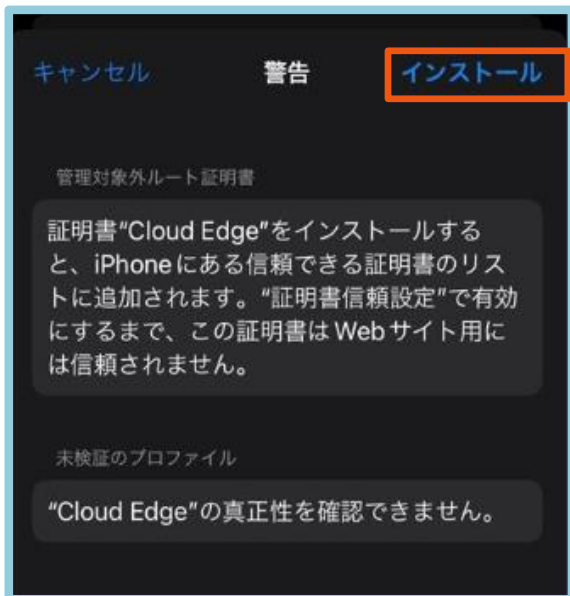 キャンセル 警告 インストール
管理対象外ルート証明書
証明書“Cloud Edge”をインストールする
と、iPhoneにある信頼できる証明書のリス
トに追加されます。“証明書信頼設定”で有効
にするまで、この証明書はWebサイト用に
は信頼されません。
未検証のプロファイル
“Cloud Edge”の真正性を確認できません。